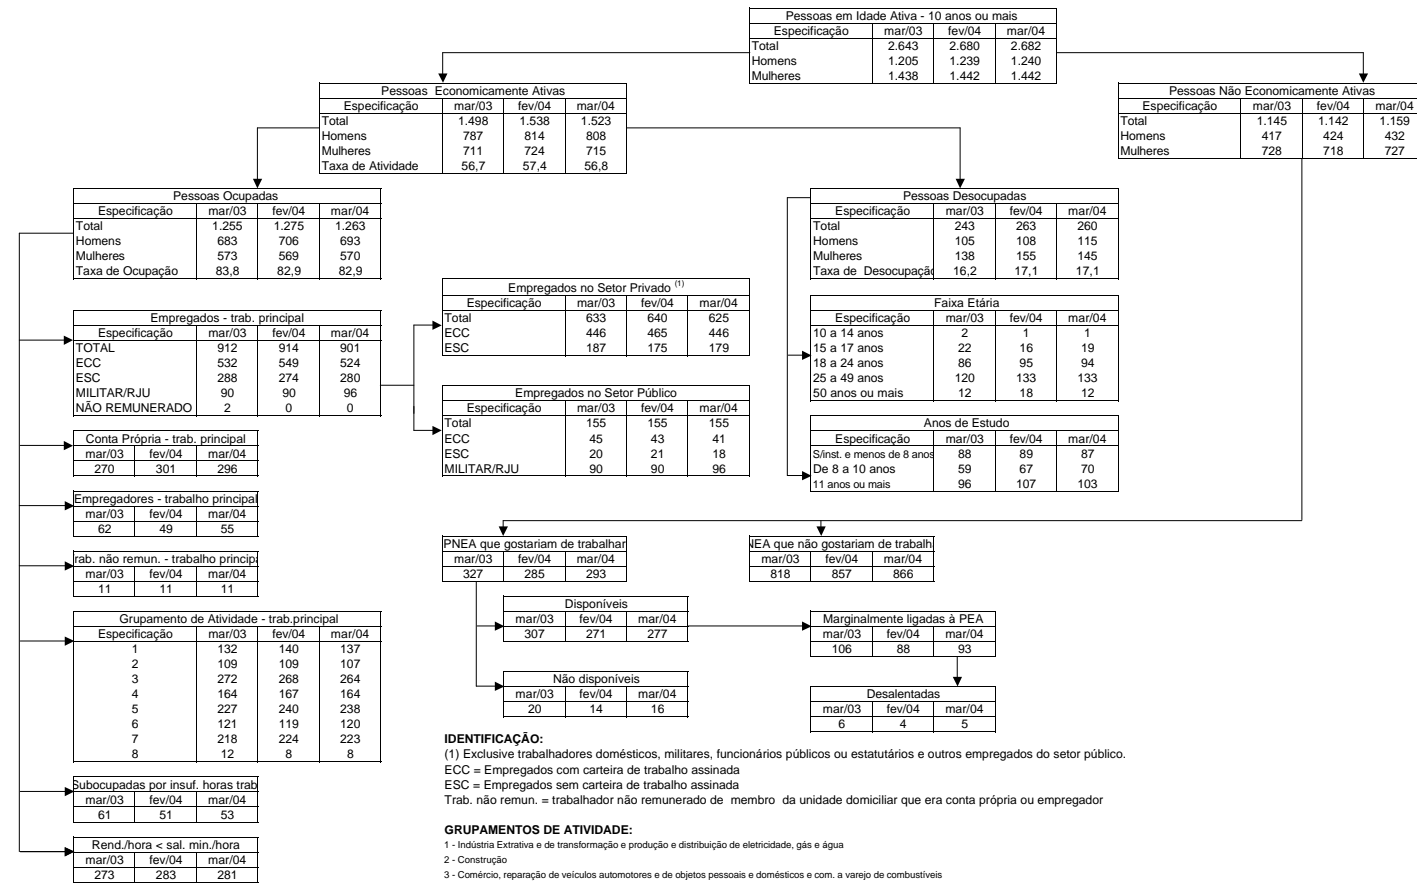 Pessoas em Idade Ativa - 10 anos ou mais
Especificação mar/03 fev/04 mar/04
Total 2.643 2.680 2.682
Homens 1.205 1.239 1.240
Mulheres 1.438 1.442 1.442
Pessoas Economicamente Ativas
Especificação mar/03 fev/04 mar/04
Total 1.498 1.538 1.523
Homens 787 814 808
Mulheres 711 724 715
Taxa de Atividade 56,7 57,4 56,8
Pessoas Não Economicamente Ativas
Especificação mar/03 fev/04 mar/04
Total 1.145 1.142 1.159
Homens 417 424 432
Mulheres 728 718 727
Pessoas Ocupadas
Especificação mar/03 fev/04 mar/04
Total 1.255 1.275 1.263
Homens 683 706 693
Mulheres 573 569 570
Taxa de Ocupação 83,8 82,9 82,9
Pessoas Desocupadas
Especificação mar/03 fev/04 mar/04
Total 243 263 260
Homens 105 108 115
Mulheres 138 155 145
Taxa de Desocupação 16,2 17,1 17,1
Empregados no Setor Privado (1)
Especificação mar/03 fev/04 mar/04
Total 633 640 625
ECC 446 465 446
ESC 187 175 179
Faixa Etária
Especificação mar/03 fev/04 mar/04
10 a 14 anos 2 1 1
15 a 17 anos 22 16 19
18 a 24 anos 86 95 94
25 a 49 anos 120 133 133
50 anos ou mais 12 18 12
Empregados - trab. principal
Especificação mar/03 fev/04 mar/04
TOTAL 912 914 901
ECC 532 549 524
ESC 288 274 280
MILITAR/RJU 90 90 96
NÃO REMUNERADO 2 0 0
Empregados no Setor Público
Especificação mar/03 fev/04 mar/04
Total 155 155 155
ECC 45 43 41
ESC 20 21 18
MILITAR/RJU 90 90 96
Anos de Estudo
Especificação mar/03 fev/04 mar/04
S/inst. e menos de 8 anos 88 89 87
De 8 a 10 anos 59 67 70
11 anos ou mais 96 107 103
Conta Própria - trab. principal
mar/03 fev/04 mar/04
270 301 296
Empregadores - trabalho principal
mar/03 fev/04 mar/04
62 49 55
rab. não remun. - trabalho princip
mar/03 fev/04 mar/04
11 11 11
PNEA que gostariam de trabalhar
mar/03 fev/04 mar/04
327 285 293
NEA que não gostariam de trabalh
mar/03 fev/04 mar/04
818 857 866
Disponíveis
mar/03 fev/04 mar/04
307 271 277
Marginalmente ligadas à PEA
mar/03 fev/04 mar/04
106 88 93
Não disponíveis
mar/03 fev/04 mar/04
20 14 16
Desalentadas
mar/03 fev/04 mar/04
6 4 5
Grupamento de Atividade - trab.principal
Especificação mar/03 fev/04 mar/04
1 132 140 137
2 109 109 107
3 272 268 264
4 164 167 164
5 227 240 238
6 121 119 120
7 218 224 223
8 12 8 8
Subocupadas por insuf. horas trab
mar/03 fev/04 mar/04
61 51 53
Rend./hora < sal. min./hora
mar/03 fev/04 mar/04
273 283 281
IDENTIFICAÇÃO:
(1) Exclusive trabalhadores domésticos, militares, funcionários públicos ou estatutários e outros empregados do setor público.
ECC = Empregados com carteira de trabalho assinada
ESC = Empregados sem carteira de trabalho assinada
Trab. não remun. = trabalhador não remunerado de membro da unidade domiciliar que era conta própria ou empregador
GRUPAMENTOS DE ATIVIDADE:
1 - Indústria Extrativa e de transformação e produção e distribuição de eletricidade, gás e água
2 - Construção
3 - Comércio, reparação de veículos automotores e de objetos pessoais e domésticos e com. a varejo de combustíveis